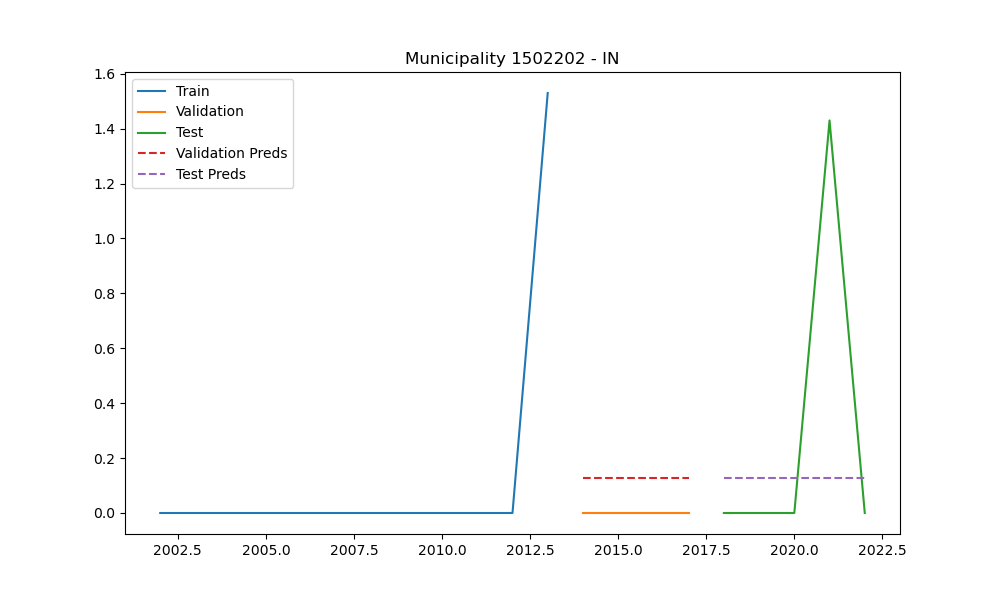 Municipality 1502202 - IN
1.6
1.4
1.2
1.0
0.8
0.6
0.4
0.2
0.0
Train
Validation
Test
Validation Preds
Test Preds
2002.5 2005.0 2007.5 2010.0 2012.5 2015.0 2017.5 2020.0 2022.5